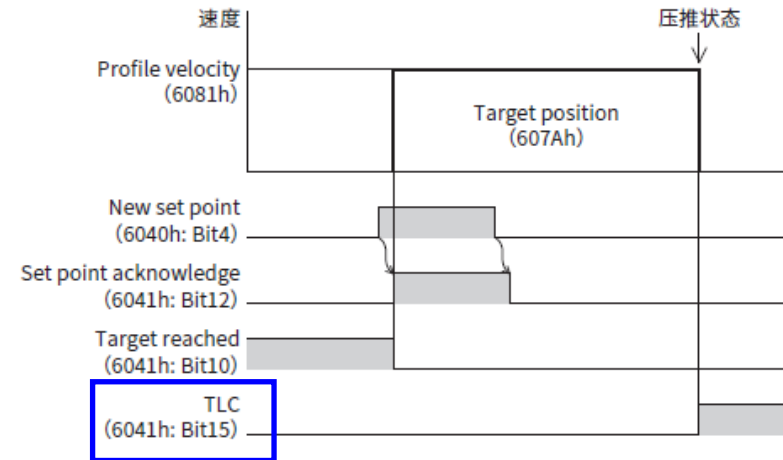 速度
压推状态
Profile velocity
（6081h）
Target position
（607Ah）
New set point
（6040h: Bit4）
Set point acknowledge
（6041h: Bit12）
Target reached
（6041h: Bit10）
TLC
（6041h: Bit15）